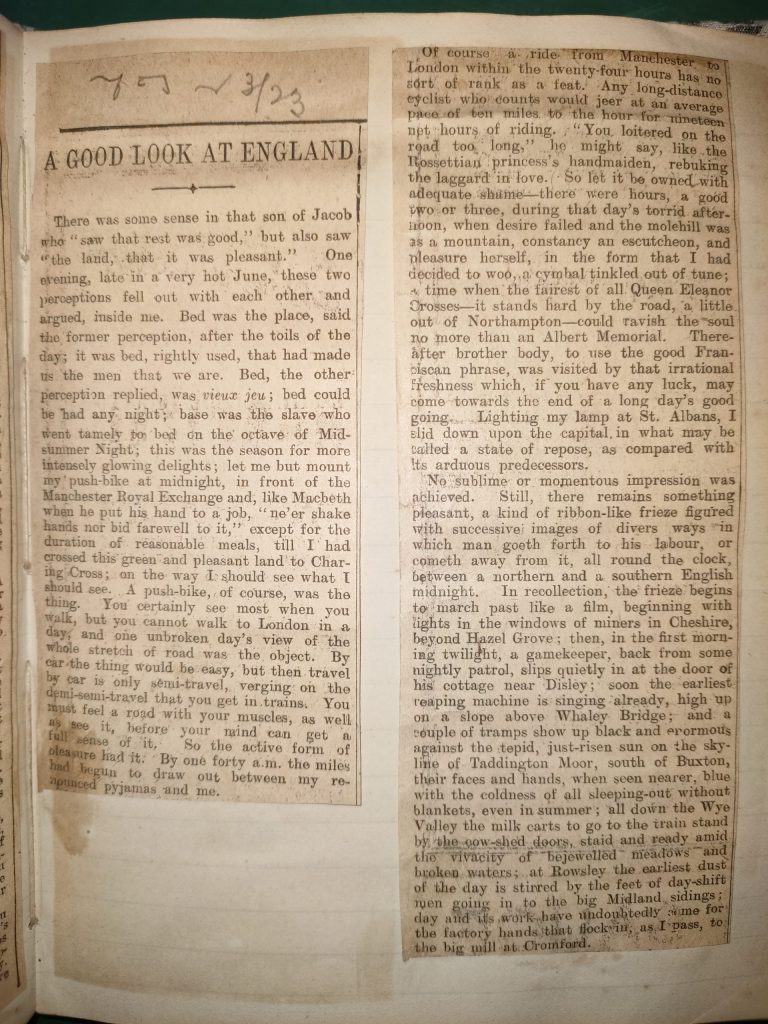 3/23
A GOOD LOOK AT ENGLAND
There was some sense in that son of Jacob
who "saw that rest was good," but also saw
"the land, that it was pleasant." One
evening, late in a very hot June, these two
perceptions fell out with each other and
argued, inside me. Bed was the place, said
the former perception, after the toils of the
day; it was bed, rightly used, that had made
us the men that we are. Bed, the other
perception replied, was vieux jeu; bed could
be had any night; base was the slave who
went tamely to bed on the octave of Mid-
summer Night; this was the season for more
intensely glowing delights; let me but mount
my push-bike at midnight, in front of the
Manchester Royal Exchange and, like Macbeth
when he put his hand to a job, "ne'er shake
hands nor bid farewell to it," except for the
duration of reasonable meals, till I had
crossed this green and pleasant land to Char-
ing Cross; on the way I should see what I
should see. A push-bike, of course, was the
thing. You certainly see most when you
walk, but you cannot walk to London in a
day, and one unbroken day's view of the
whole stretch of road was the object. By
car the thing would be easy, but then travel
by car is only semi-travel, verging on the
demi-semi-travel that you get in trains. You
must feel a road with your muscles, as well
as see it, before your mind can get a
full sense of it. So the active form of
pleasure had it. By one forty a.m. the miles
had begun to draw out between my re-
nounced pyjamas and me.
Of course a ride from Manchester to
London within the twenty-four hours has no
sort of rank as a feat. Any long-distance
cyclist who counts would jeer at an average
pace of ten miles to the hour for nineteen
net hours of riding. "You loitered on the
road too long," he might say, like the
Rossettian princess's handmaiden, rebuking
the laggard in love. So let it be owned with
adequate shame—there were hours, a good
two or three, during that day's torrid after-
noon, when desire failed and the molehill was
as a mountain, constancy an escutcheon, and
pleasure herself, in the form that I had
decided to woo, a cymbal tinkled out of tune;
a time when the fairest of all Queen Eleanor
Crosses—it stands hard by the road, a little
out of Northampton—could ravish the soul
no more than an Albert Memorial. There-
after brother body, to use the good Fran-
ciscan phrase, was visited by that irrational
freshness which, if you have any luck, may
come towards the end of a long day's good
going. Lighting my lamp at St. Albans, I
slid down upon the capital in what may be
called a state of repose, as compared with
its arduous predecessors.
No sublime or momentous impression was
achieved. Still, there remains something
pleasant, a kind of ribbon-like frieze figured
with successive images of divers ways in
which man goeth forth to his labour, or
cometh away from it, all round the clock,
between a northern and a southern English
midnight. In recollection, the frieze begins
to march past like a film, beginning with
lights in the windows of miners in Cheshire,
beyond Hazel Grove; then, in the first morn-
ing twilight, a gamekeeper, back from some
nightly patrol, slips quietly in at the door of
his cottage near Disley; soon the earliest
reaping machine is singing already, high up
on a slope above Whaley Bridge; and a
couple of tramps show up black and enormous
against the tepid, just-risen sun on the sky-
line of Taddington Moor, south of Buxton,
their faces and hands, when seen nearer, blue
with the coldness of all sleeping-out without
blankets, even in summer; all down the Wye
Valley the milk carts to go to the train stand
by the cow-shed doors, staid and ready amid
the vivacity of bejewelled meadows and
broken waters; at Rowsley the earliest dust
of the day is stirred by the feet of day-shift
men going in to the big Midland sidings;
day and its work have undoubtedly come for
the factory hands that flock in, as I pass, to
the big mill at Cromford.